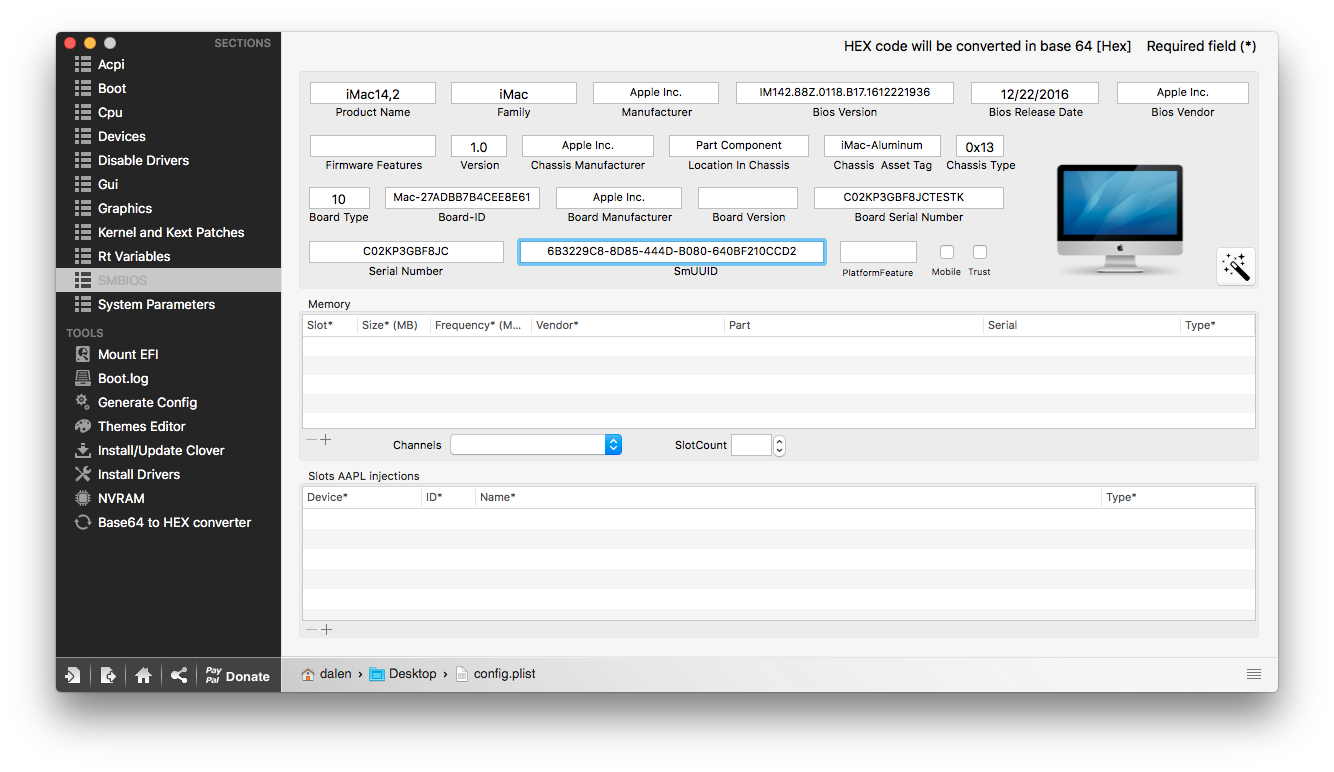 SECTIONS
Acpi
Boot
Cpu
Devices
Disable Drivers
Gui
Graphics
Kernel and Kext Patches
Rt Variables
SMBIOS
System Parameters
TOOLS
Mount EFI
Boot.log
Generate Config
Themes Editor
Install/Update Clover
Install Drivers
NVRAM
Base64 to HEX converter
Pay
Pal Donate
HEX code will be converted in base 64 [Hex] Required field (*)
iMac14,2 iMac Apple Inc. IM142.88Z.0118.B17.1612221936 12/22/2016 Apple Inc.
Product Name Family Manufacturer Bios Version Bios Release Date Bios Vendor
1.0 Apple Inc. Part Component iMac-Aluminum 0x13
Firmware Features Version Chassis Manufacturer Location In Chassis Chassis Asset Tag Chassis Type
10 Mac-27ADBB7B4CEE8E61 Apple Inc. C02KP3GBF8JCTESTK
Board Type Board-ID Board Manufacturer Board Version Board Serial Number
C02KP3GBF8JC 6B3229C8-8D85-444D-B080-640BF210CCD2
Serial Number SmUUID PlatformFeature Mobile Trust
Memory
Slot* Size* (MB) Frequency* (M... Vendor* Part Serial Type*
Channels SlotCount
Slots AAPL injections
Device* ID* Name* Type*
dalen › Desktop › config.plist